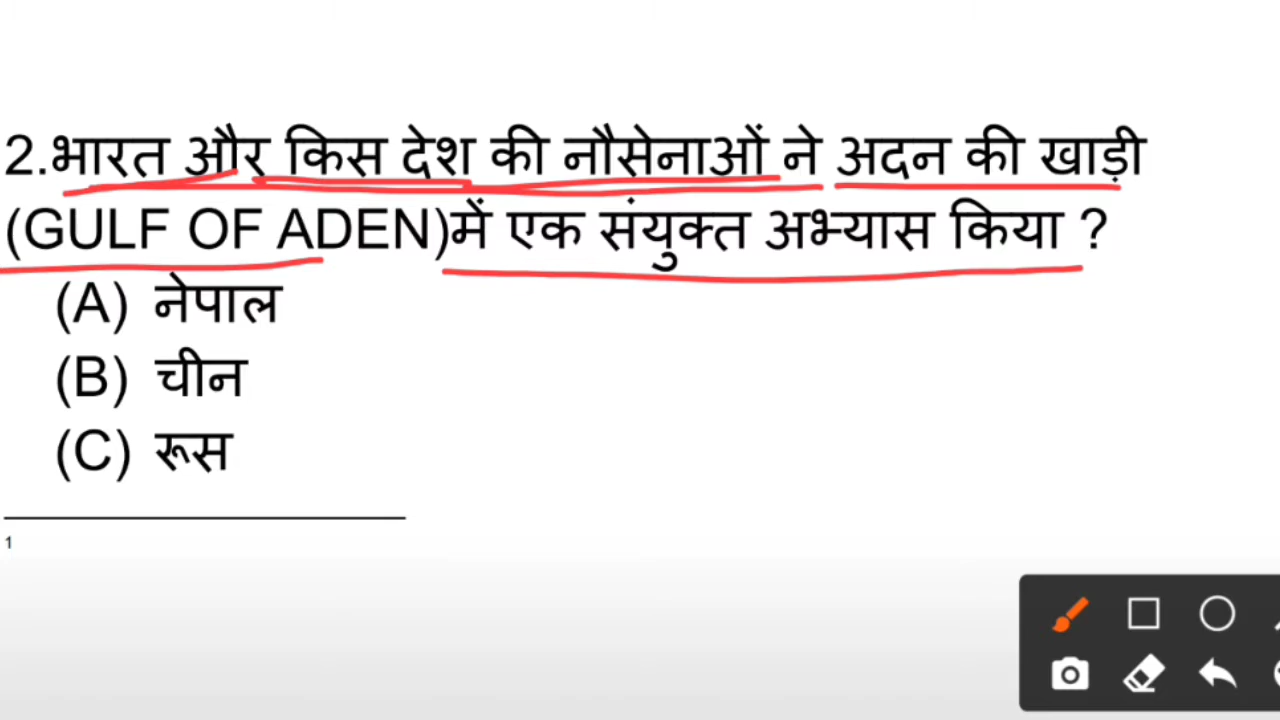 2.भारत और किस देश की नौसेनाओं ने अदन की खाड़ी
(GULF OF ADEN)में एक संयुक्त अभ्यास किया ?
(A) नेपाल
(B) चीन
(C) रूस
1